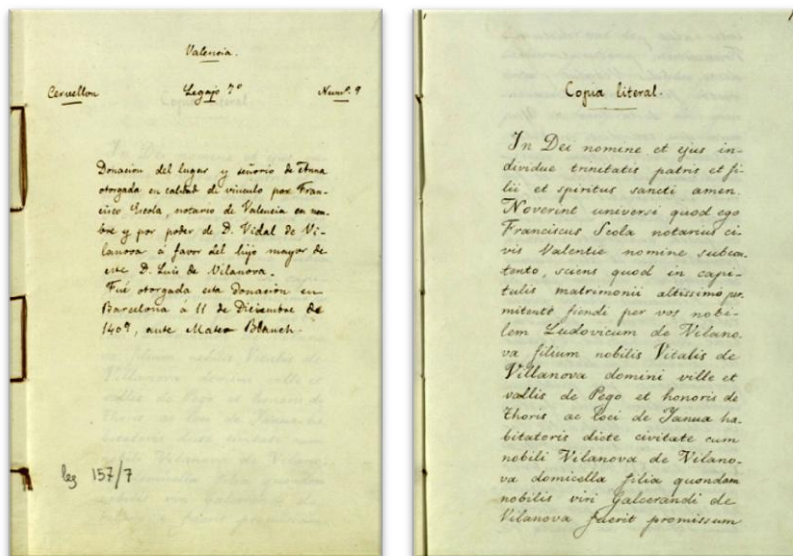 Valencia.
Cervellon Legajo 7º Numº. 9
Donacion del lugar y señorio de Anna
otorgada en calidad de vinculo por Fran-
cisco Escola, notario de Valencia en nom-
bre y por poder de D. Vidal de Vi-
lanova á favor del hijo mayor de
este D. Luis de Vilanova.
Fué otorgada esta donacion en
Barcelona á 11 de Diciembre de
1409, ante Mateo Blanch.
leg 157/7
Copia literal.
In Dei nomine et ejus in-
dividue trinitatis patris et fi-
lii et spiritus sancti amen.
Noverint universi quod ego
Franciscus Scola notarius ci-
vis Valentie nomine subcon-
tento, sciens quod in capi-
tulis matrimonii altissimo per-
mitente fiendi per vos nobi-
lem Ludovicum de Vilano-
va filium nobilis Vitalis de
Villanova domini ville et
vallis de Pego et honoris de
Thoris ac loci de Janua ha-
bitatoris dicte civitate cum
nobili Vilanova de Vilano-
va domicella filia quondam
nobilis viri Galcerandi de
Vilanova fuerit promissum